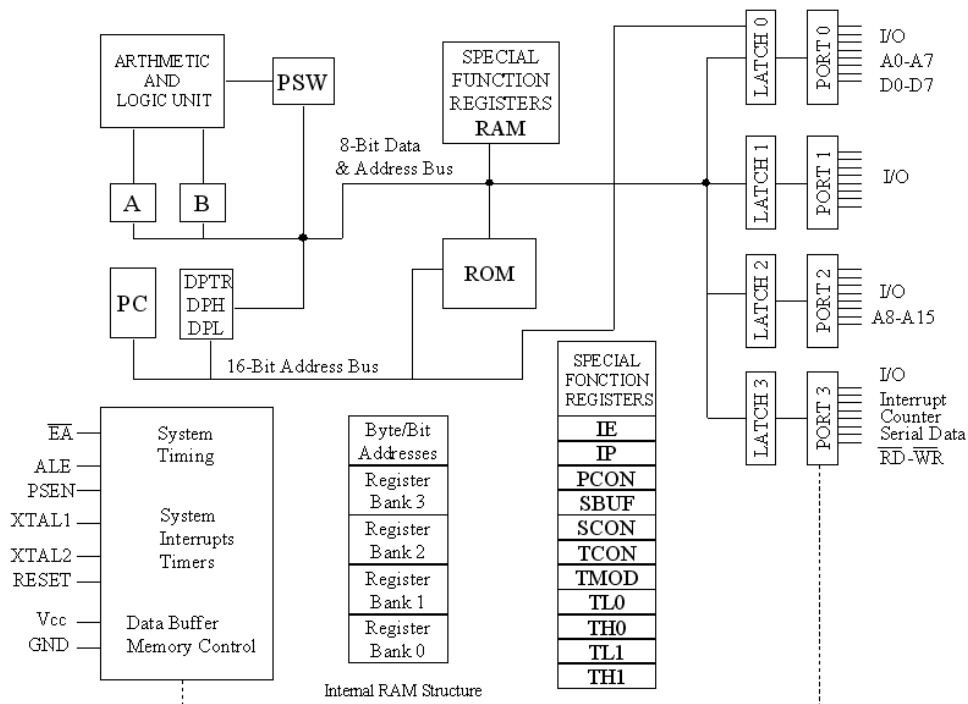 ARITHMETIC
AND
LOGIC UNIT
PSW
A
B
PC
DPTR
DPH
DPL
SPECIAL
FUNCTION
REGISTERS
RAM
8-Bit Data
& Address Bus
ROM
16-Bit Address Bus
LATCH 0
PORT 0
I/O
A0-A7
D0-D7
LATCH 1
PORT 1
I/O
LATCH 2
PORT 2
I/O
A8-A15
LATCH 3
PORT 3
I/O
Interrupt
Counter
Serial Data
RD-WR
EA
ALE
PSEN
XTAL1
XTAL2
RESET
Vcc
GND
System
Timing
System
Interrupts
Timers
Data Buffer
Memory Control
Byte/Bit
Addresses
Register
Bank 3
Register
Bank 2
Register
Bank 1
Register
Bank 0
Internal RAM Structure
SPECIAL
FONCTION
REGISTERS
IE
IP
PCON
SBUF
SCON
TCON
TMOD
TL0
TH0
TL1
TH1